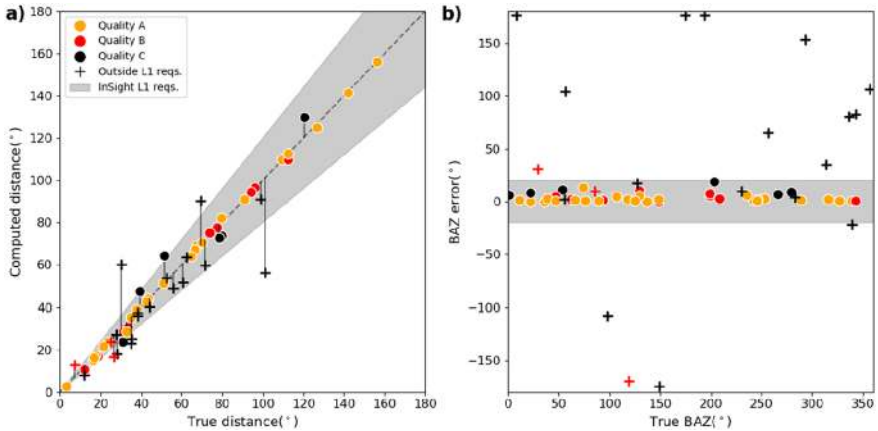 a)
Quality A
Quality B
Quality C
Outside L1 reqs.
InSight L1 reqs.
Computed distance(°)
180
160
140
120
100
80
60
40
20
0
0 20 40 60 80 100 120 140 160 180
True distance(°)
b)
BAZ error(°)
150
100
50
0
−50
−100
−150
0 50 100 150 200 250 300 350
True BAZ(°)